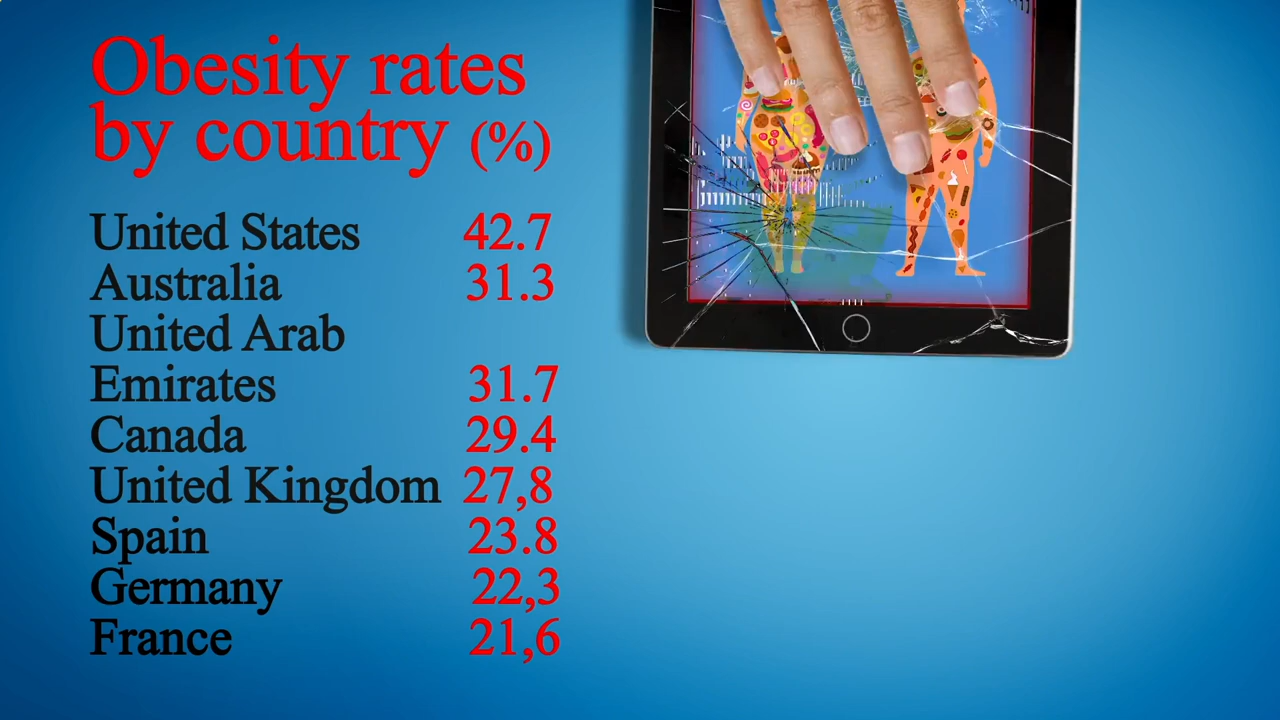 Obesity rates
by country (%)
United States 42.7
Australia 31.3
United Arab
Emirates 31.7
Canada 29.4
United Kingdom 27,8
Spain 23.8
Germany 22,3
France 21,6